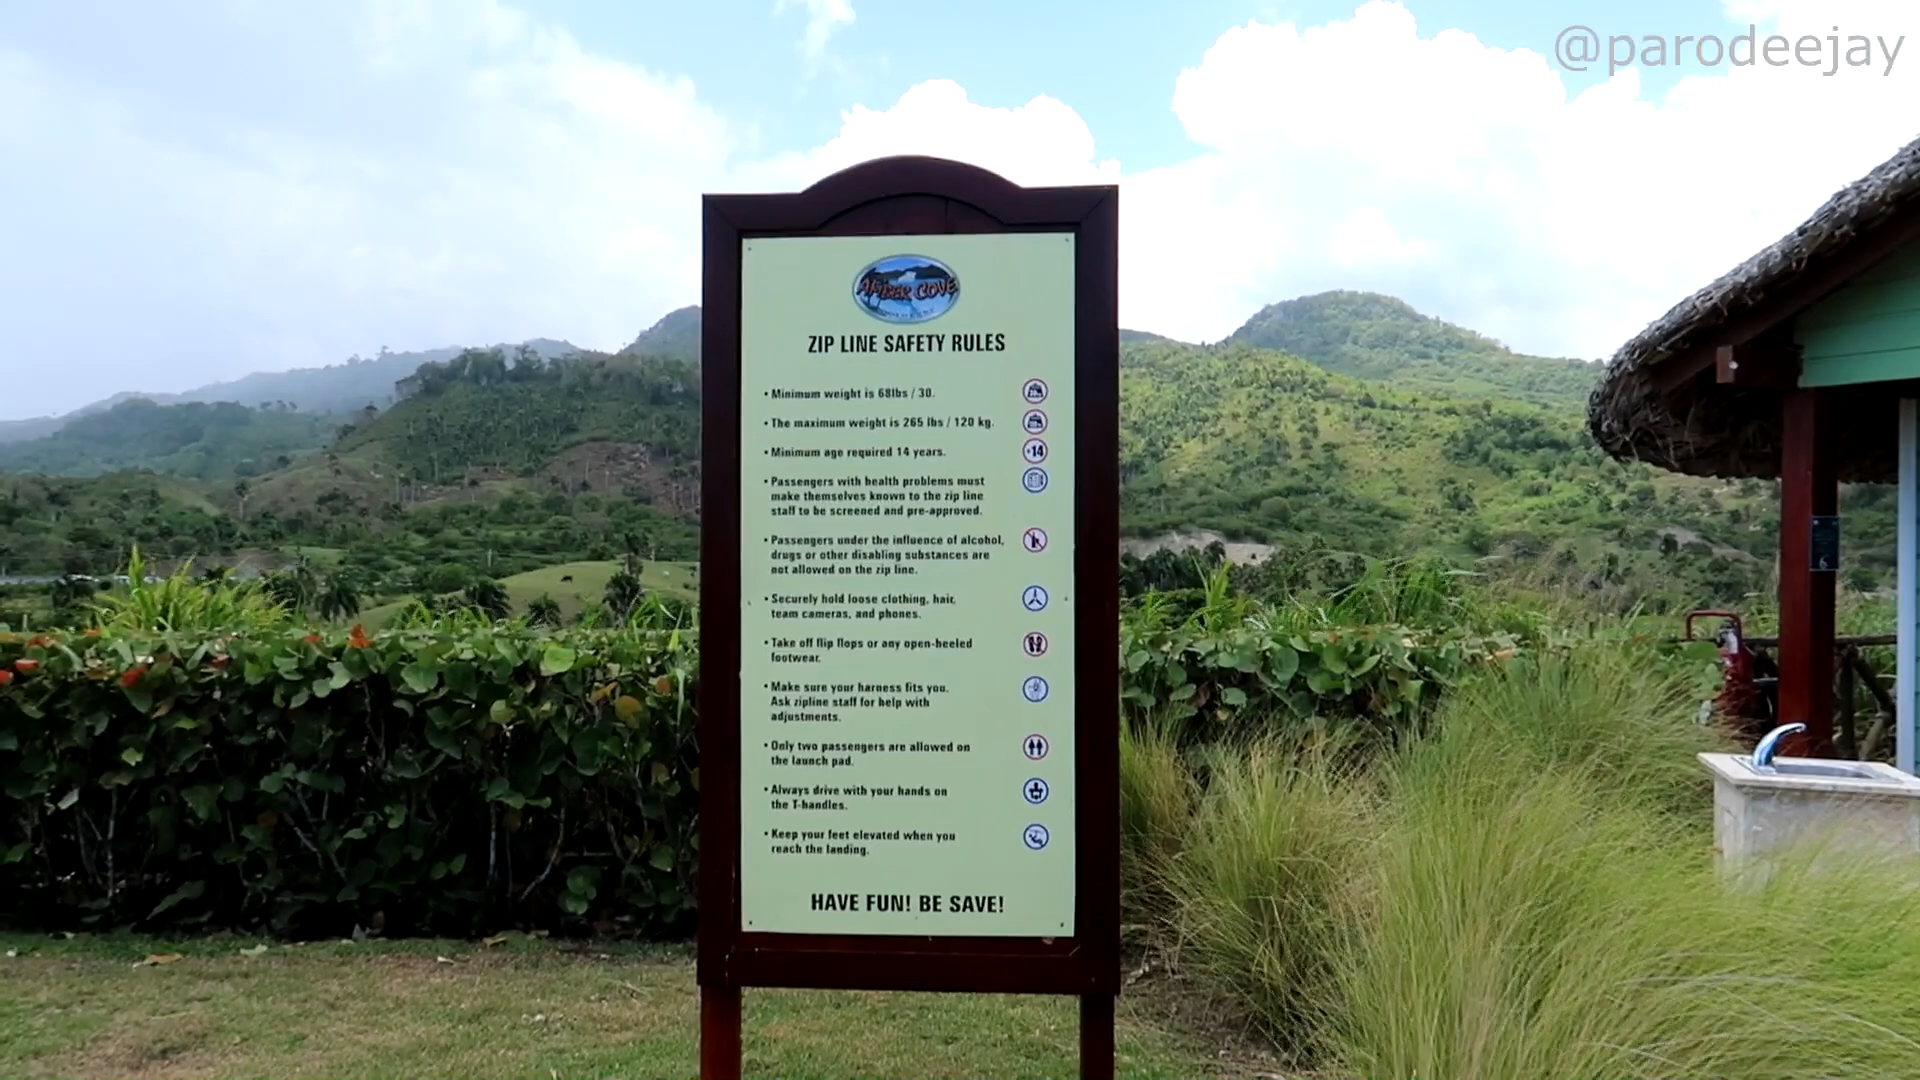 @parodeejay
AMBER COVE
ZIP LINE SAFETY RULES
• Minimum weight is 68lbs / 30.
• The maximum weight is 265 lbs / 120 kg.
• Minimum age required 14 years.
+14
• Passengers with health problems must
make themselves known to the zip line
staff to be screened and pre-approved.
• Passengers under the influence of alcohol,
drugs or other disabling substances are
not allowed on the zip line.
• Securely hold loose clothing, hair,
team cameras, and phones.
• Take off flip flops or any open-heeled
footwear.
• Make sure your harness fits you.
Ask zipline staff for help with
adjustments.
• Only two passengers are allowed on
the launch pad.
• Always drive with your hands on
the T-handles.
• Keep your feet elevated when you
reach the landing.
HAVE FUN! BE SAVE!